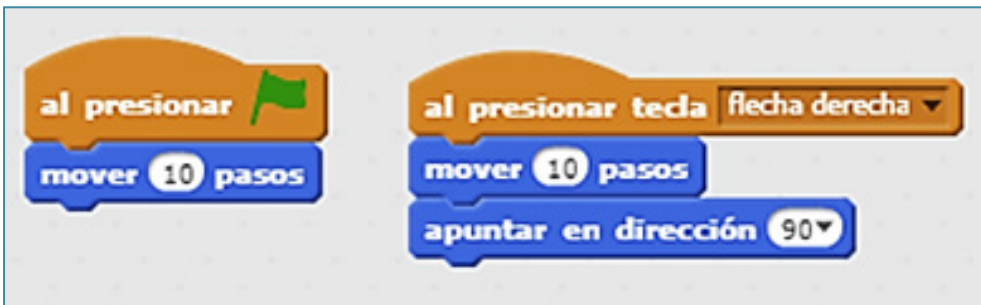 al presionar
mover 10 pasos
al presionar tecla flecha derecha
mover 10 pasos
apuntar en dirección 90